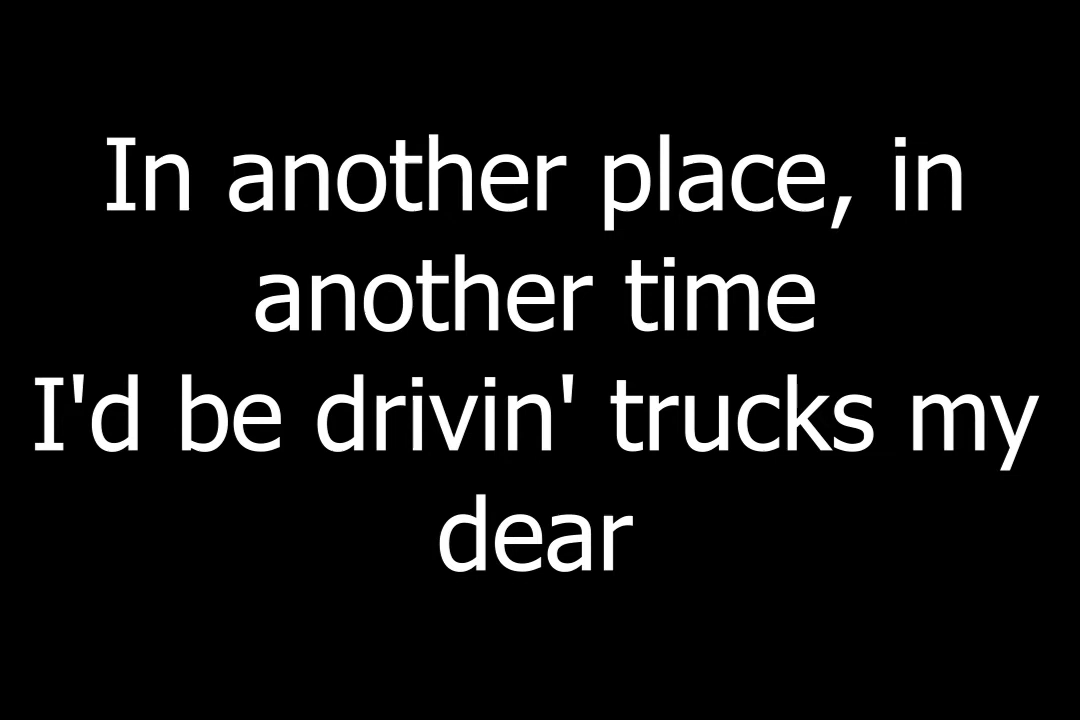 In another place, in
another time
I'd be drivin' trucks my
dear